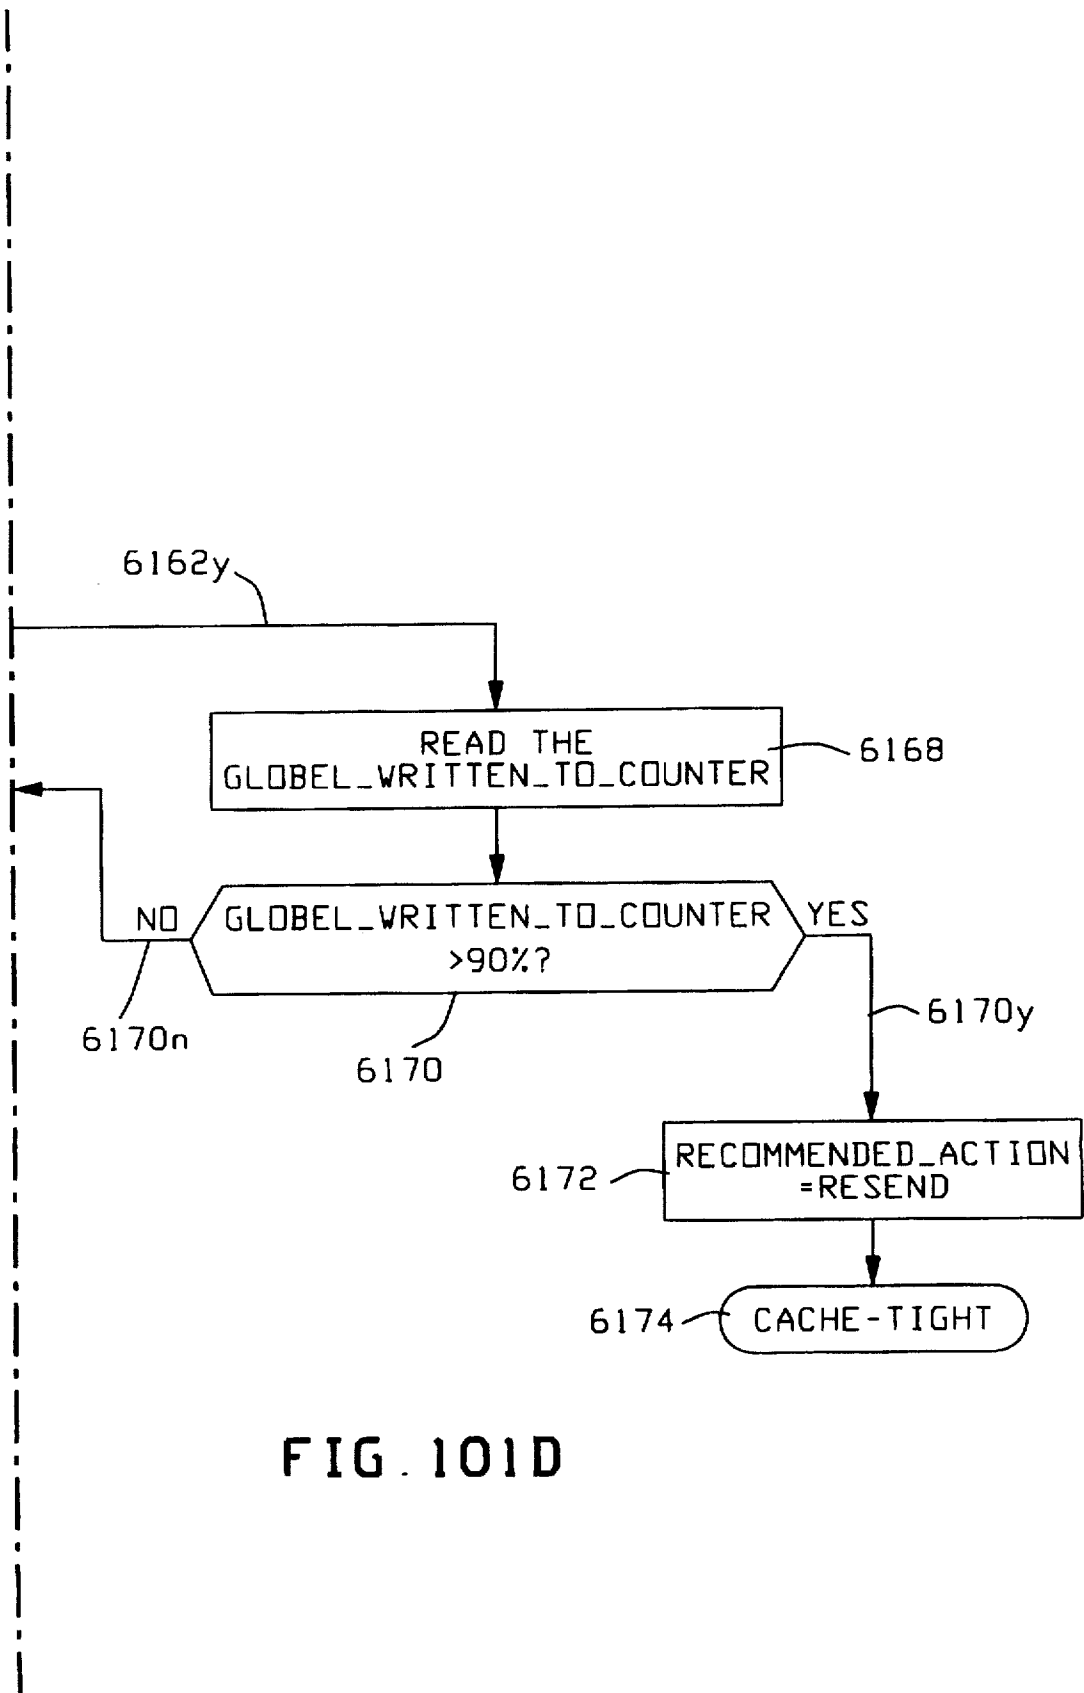 6162y
READ THE
GLOBEL_WRITTEN_TO_COUNTER
6168
NO
GLOBEL_WRITTEN_TO_COUNTER
>90%?
YES
6170n
6170
6170y
RECOMMENDED_ACTION
=RESEND
6172
6174
CACHE-TIGHT
FIG. 101D